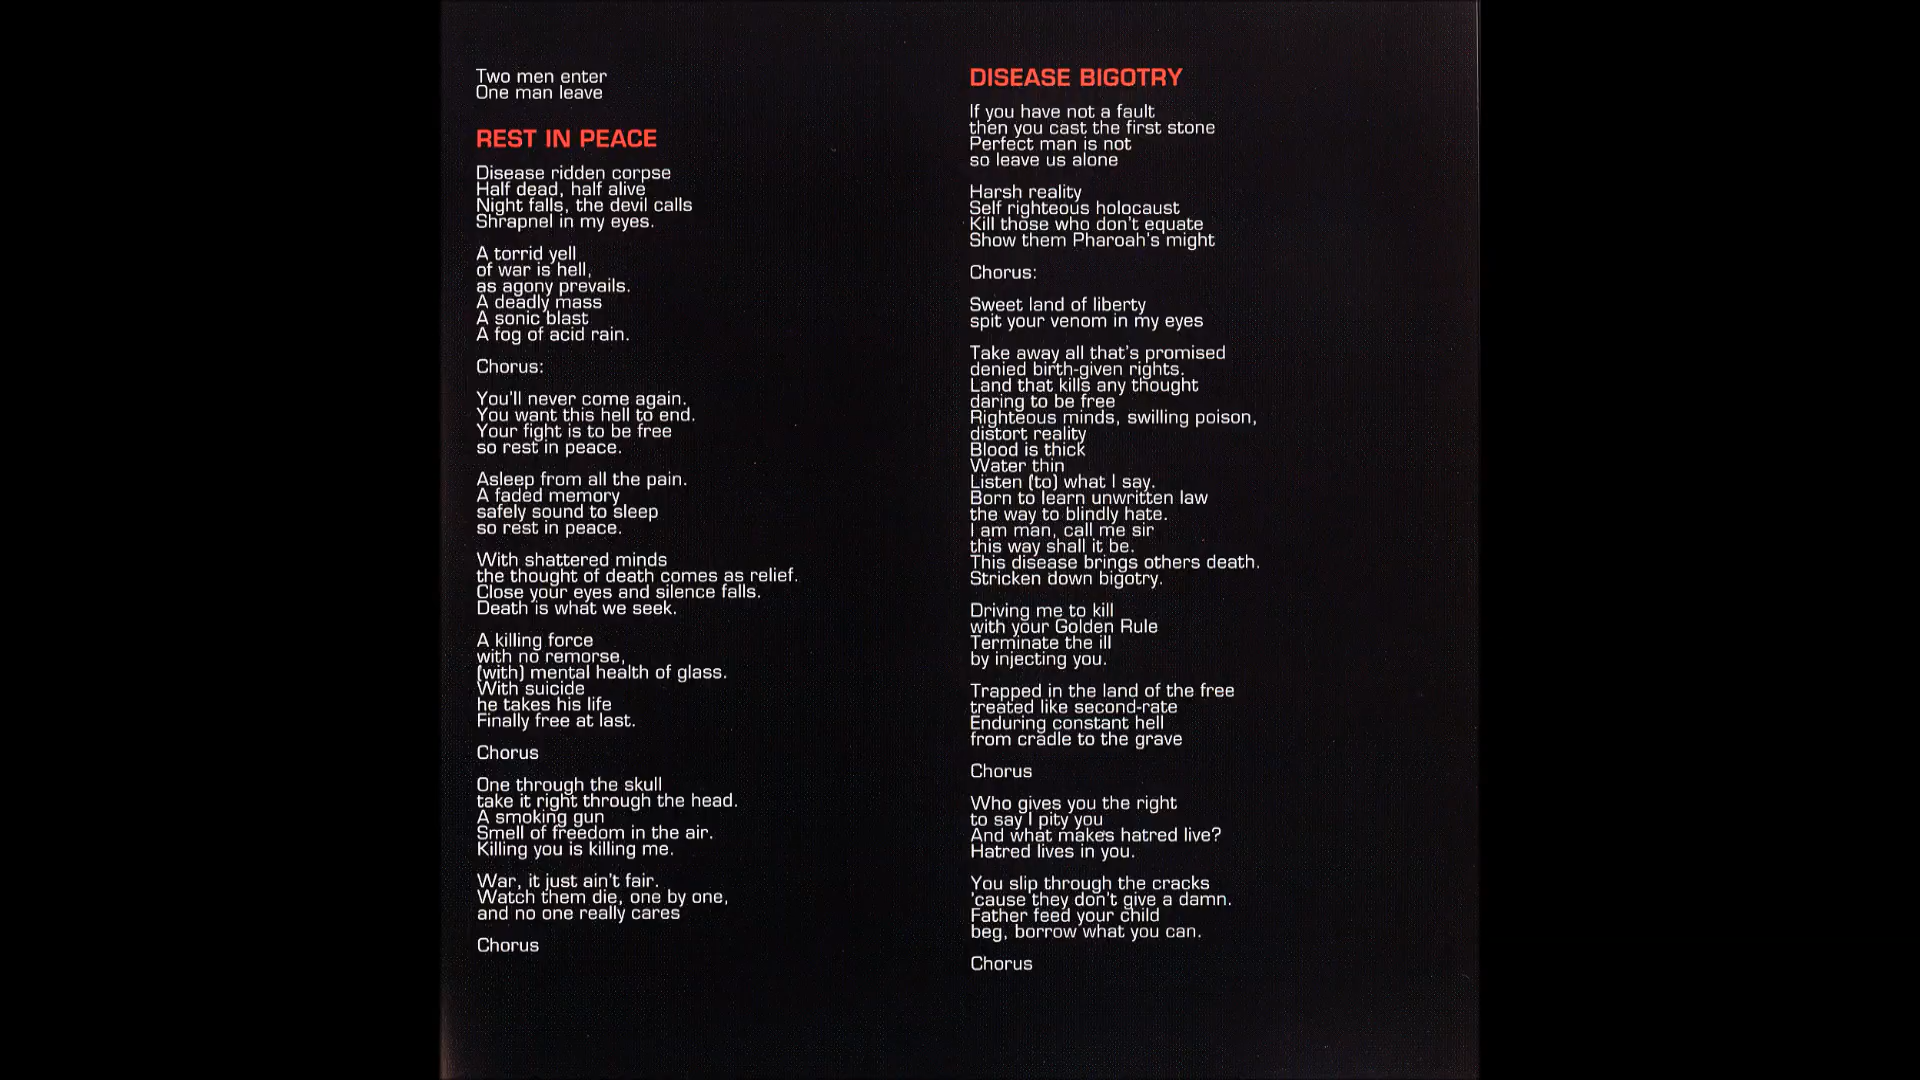 Two men enter
One man leave
REST IN PEACE
Disease ridden corpse
Half dead, half alive
Night falls, the devil calls
Shrapnel in my eyes.
A torrid yell
of war is hell,
as agony prevails.
A deadly mass
A sonic blast
A fog of acid rain.
Chorus:
You'll never come again.
You want this hell to end.
Your fight is to be free
so rest in peace.
Asleep from all the pain.
A faded memory
safely sound to sleep
so rest in peace.
With shattered minds
the thought of death comes as relief.
Close your eyes and silence falls.
Death is what we seek.
A killing force
with no remorse,
(with) mental health of glass.
With suicide
he takes his life
Finally free at last.
Chorus
One through the skull
take it right through the head.
A smoking gun
Smell of freedom in the air.
Killing you is killing me.
War, it just ain't fair.
Watch them die, one by one,
and no one really cares
Chorus
DISEASE BIGOTRY
If you have not a fault
then you cast the first stone
Perfect man is not
so leave us alone
Harsh reality
Self righteous holocaust
Kill those who don't equate
Show them Pharoah's might
Chorus:
Sweet land of liberty
spit your venom in my eyes
Take away all that's promised
denied birth-given rights.
Land that kills any thought
daring to be free
Righteous minds, swilling poison,
distort reality
Blood is thick
Water thin
Listen (to) what I say.
Born to learn unwritten law
the way to blindly hate.
I am man, call me sir
this way shall it be.
This disease brings others death.
Stricken down bigotry.
Driving me to kill
with your Golden Rule
Terminate the ill
by injecting you.
Trapped in the land of the free
treated like second-rate
Enduring constant hell
from cradle to the grave
Chorus
Who gives you the right
to say I pity you
And what makes hatred live?
Hatred lives in you.
You slip through the cracks
'cause they don't give a damn.
Father feed your child
beg, borrow what you can.
Chorus